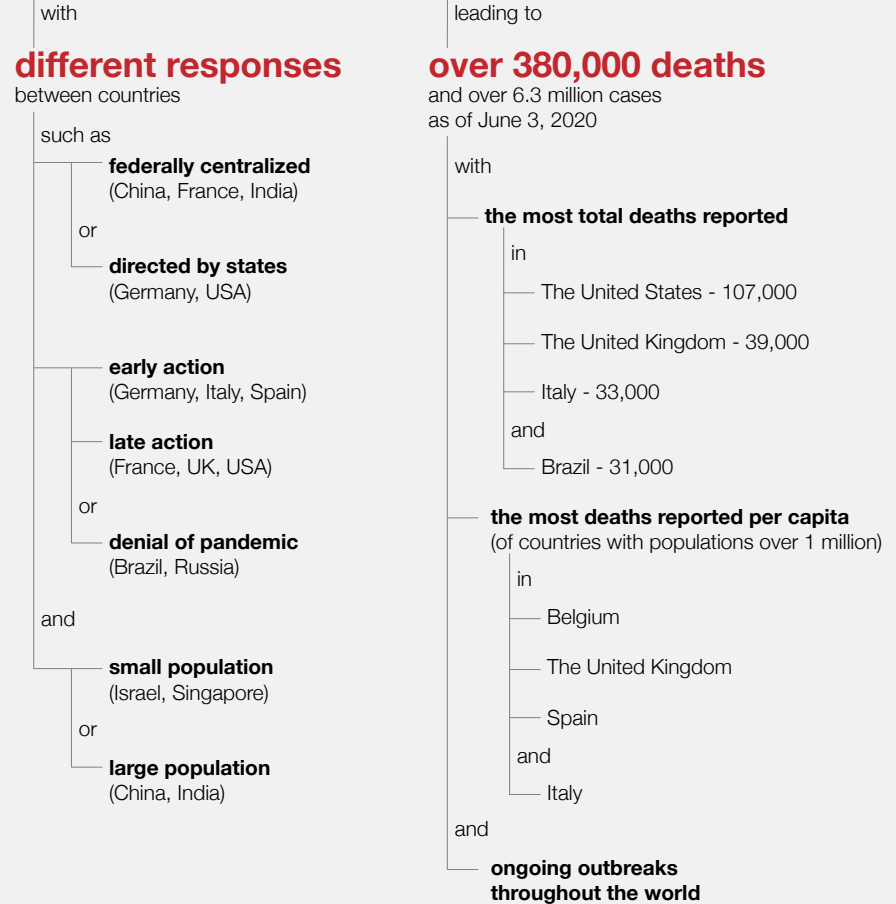 with
different responses
between countries
such as
federally centralized
(China, France, India)
or
directed by states
(Germany, USA)
early action
(Germany, Italy, Spain)
late action
(France, UK, USA)
or
denial of pandemic
(Brazil, Russia)
and
small population
(Israel, Singapore)
or
large population
(China, India)
leading to
over 380,000 deaths
and over 6.3 million cases
as of June 3, 2020
with
the most total deaths reported
in
The United States - 107,000
The United Kingdom - 39,000
Italy - 33,000
and
Brazil - 31,000
the most deaths reported per capita
(of countries with populations over 1 million)
in
Belgium
The United Kingdom
Spain
and
Italy
and
ongoing outbreaks
throughout the world